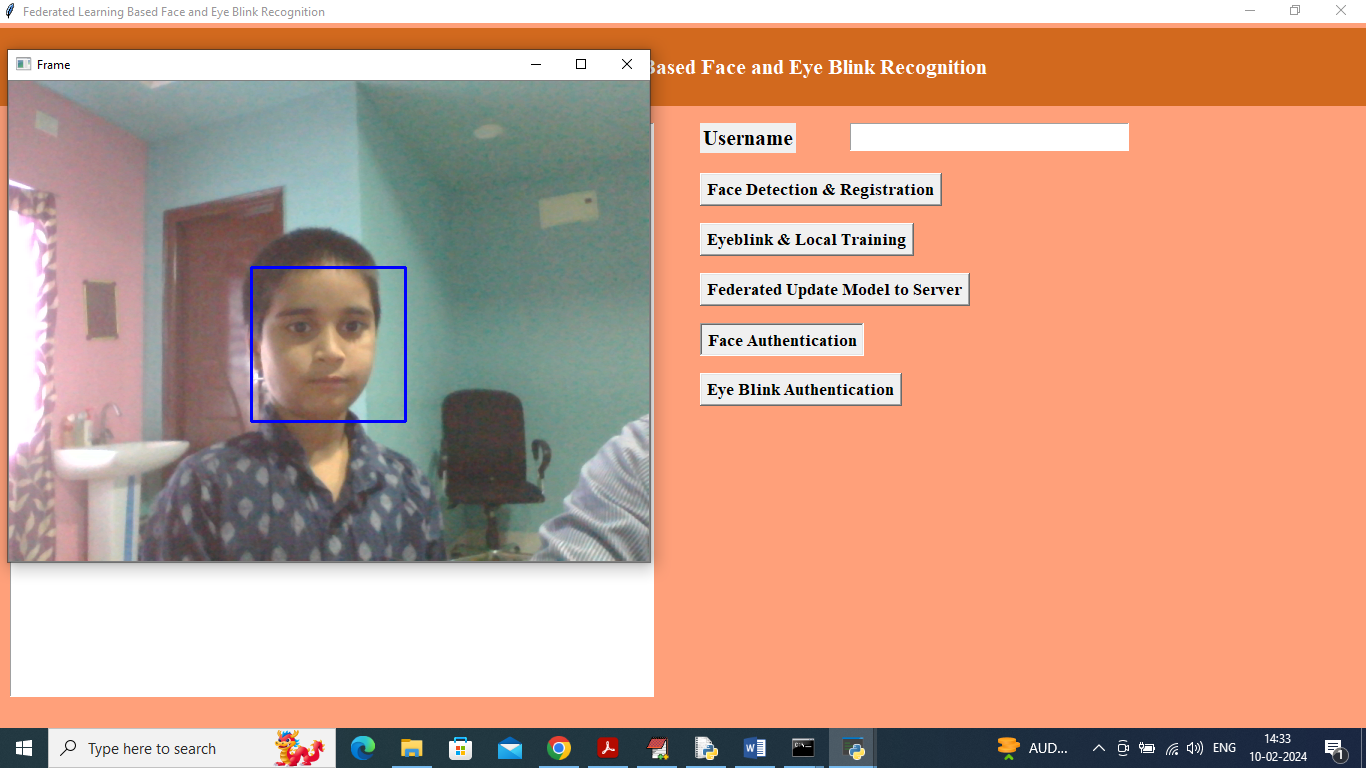 Federated Learning Based Face and Eye Blink Recognition
Frame
Based Face and Eye Blink Recognition
Username
Face Detection & Registration
Eyeblink & Local Training
Federated Update Model to Server
Face Authentication
Eye Blink Authentication
Type here to search
AUD...
ENG
14:33
10-02-2024
1